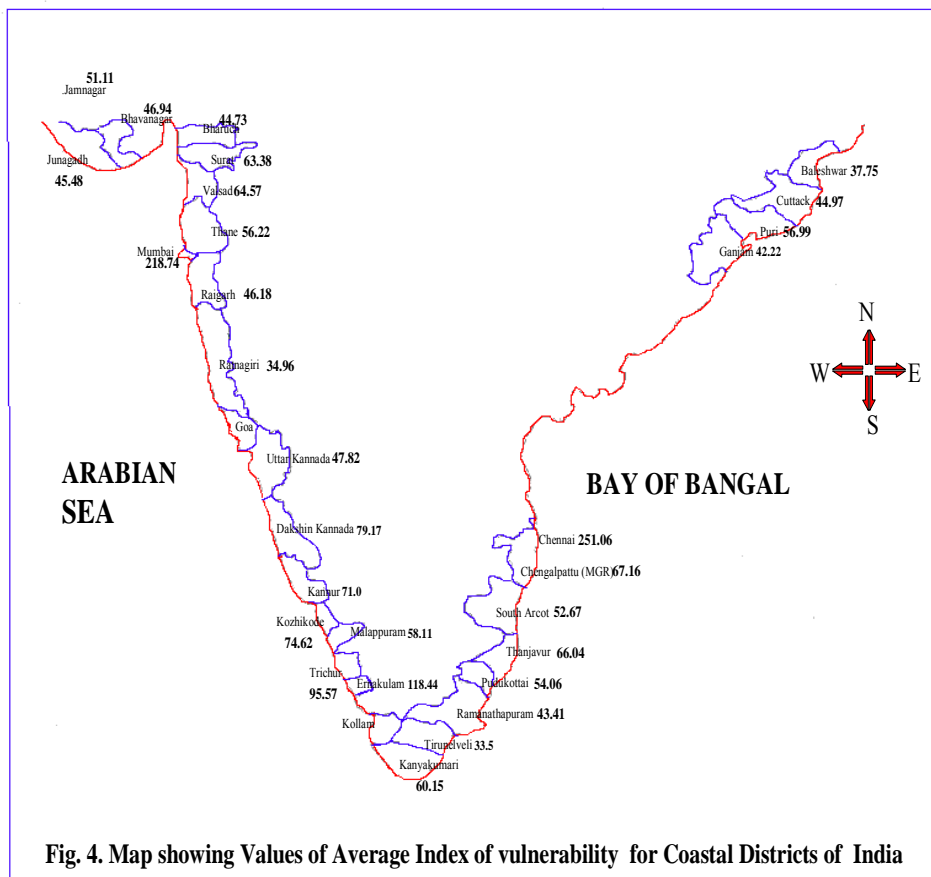 51.11
Jamnagar
46.94
Bhavanagar
44.73
Bharuch
Junagadh
45.48
Surat 63.38
Valsad 64.57
Thane 56.22
Mumbai
218.74
Raigarh 46.18
Ratnagiri 34.96
Goa
Uttar Kannada 47.82
Dakshin Kannada 79.17
Kannur 71.0
Kozhikode
74.62
Malappuram 58.11
Trichur
95.57
Ernakulam 118.44
Kollam
Kanyakumari
60.15
Tirunelveli 33.5
Ramanathapuram 43.41
Pudukottai 54.06
Thanjavur 66.04
South Arcot 52.67
Chengalpattu (MGR) 67.16
Chennai 251.06
Baleshwar 37.75
Cuttack 44.97
Puri 56.99
Ganjam 42.22
N
W E
S
ARABIAN
SEA
BAY OF BANGAL
Fig. 4. Map showing Values of Average Index of vulnerability for Coastal Districts of India